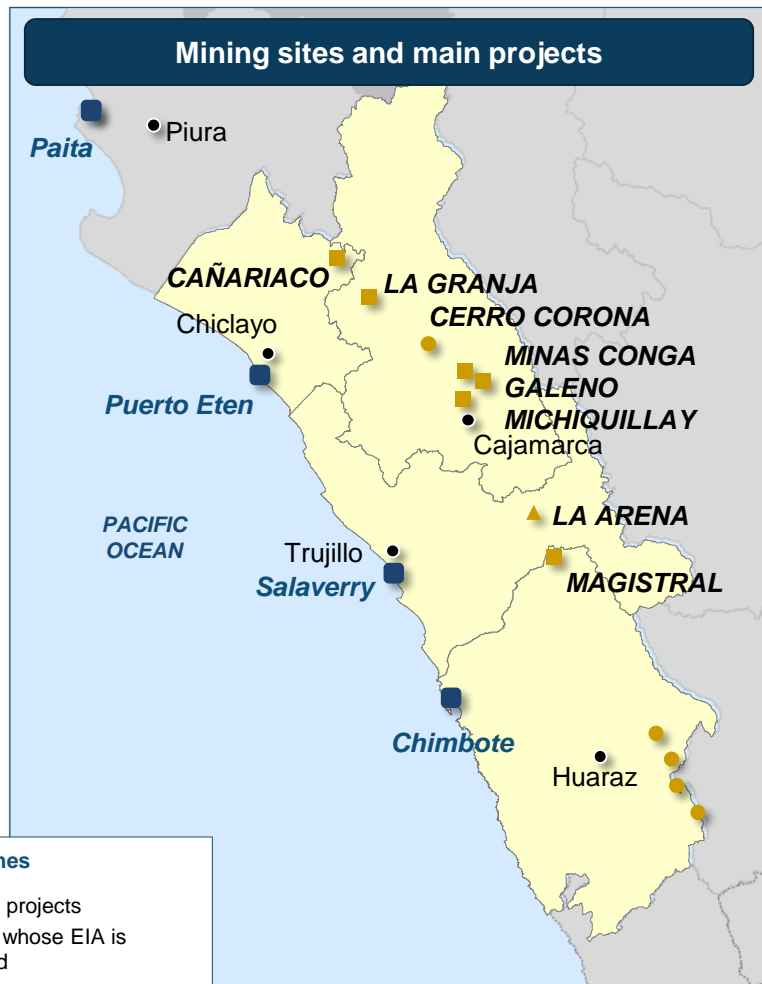 Mining sites and main projects
Piura
Paita
CAÑARIACO
LA GRANJA
CERRO CORONA
Chiclayo
MINAS CONGA
GALENO
Puerto Eten
MICHIQUILLAY
Cajamarca
PACIFIC
OCEAN
LA ARENA
Trujillo
Salaverry
MAGISTRAL
Chimbote
Huaraz
projects
whose EIA is